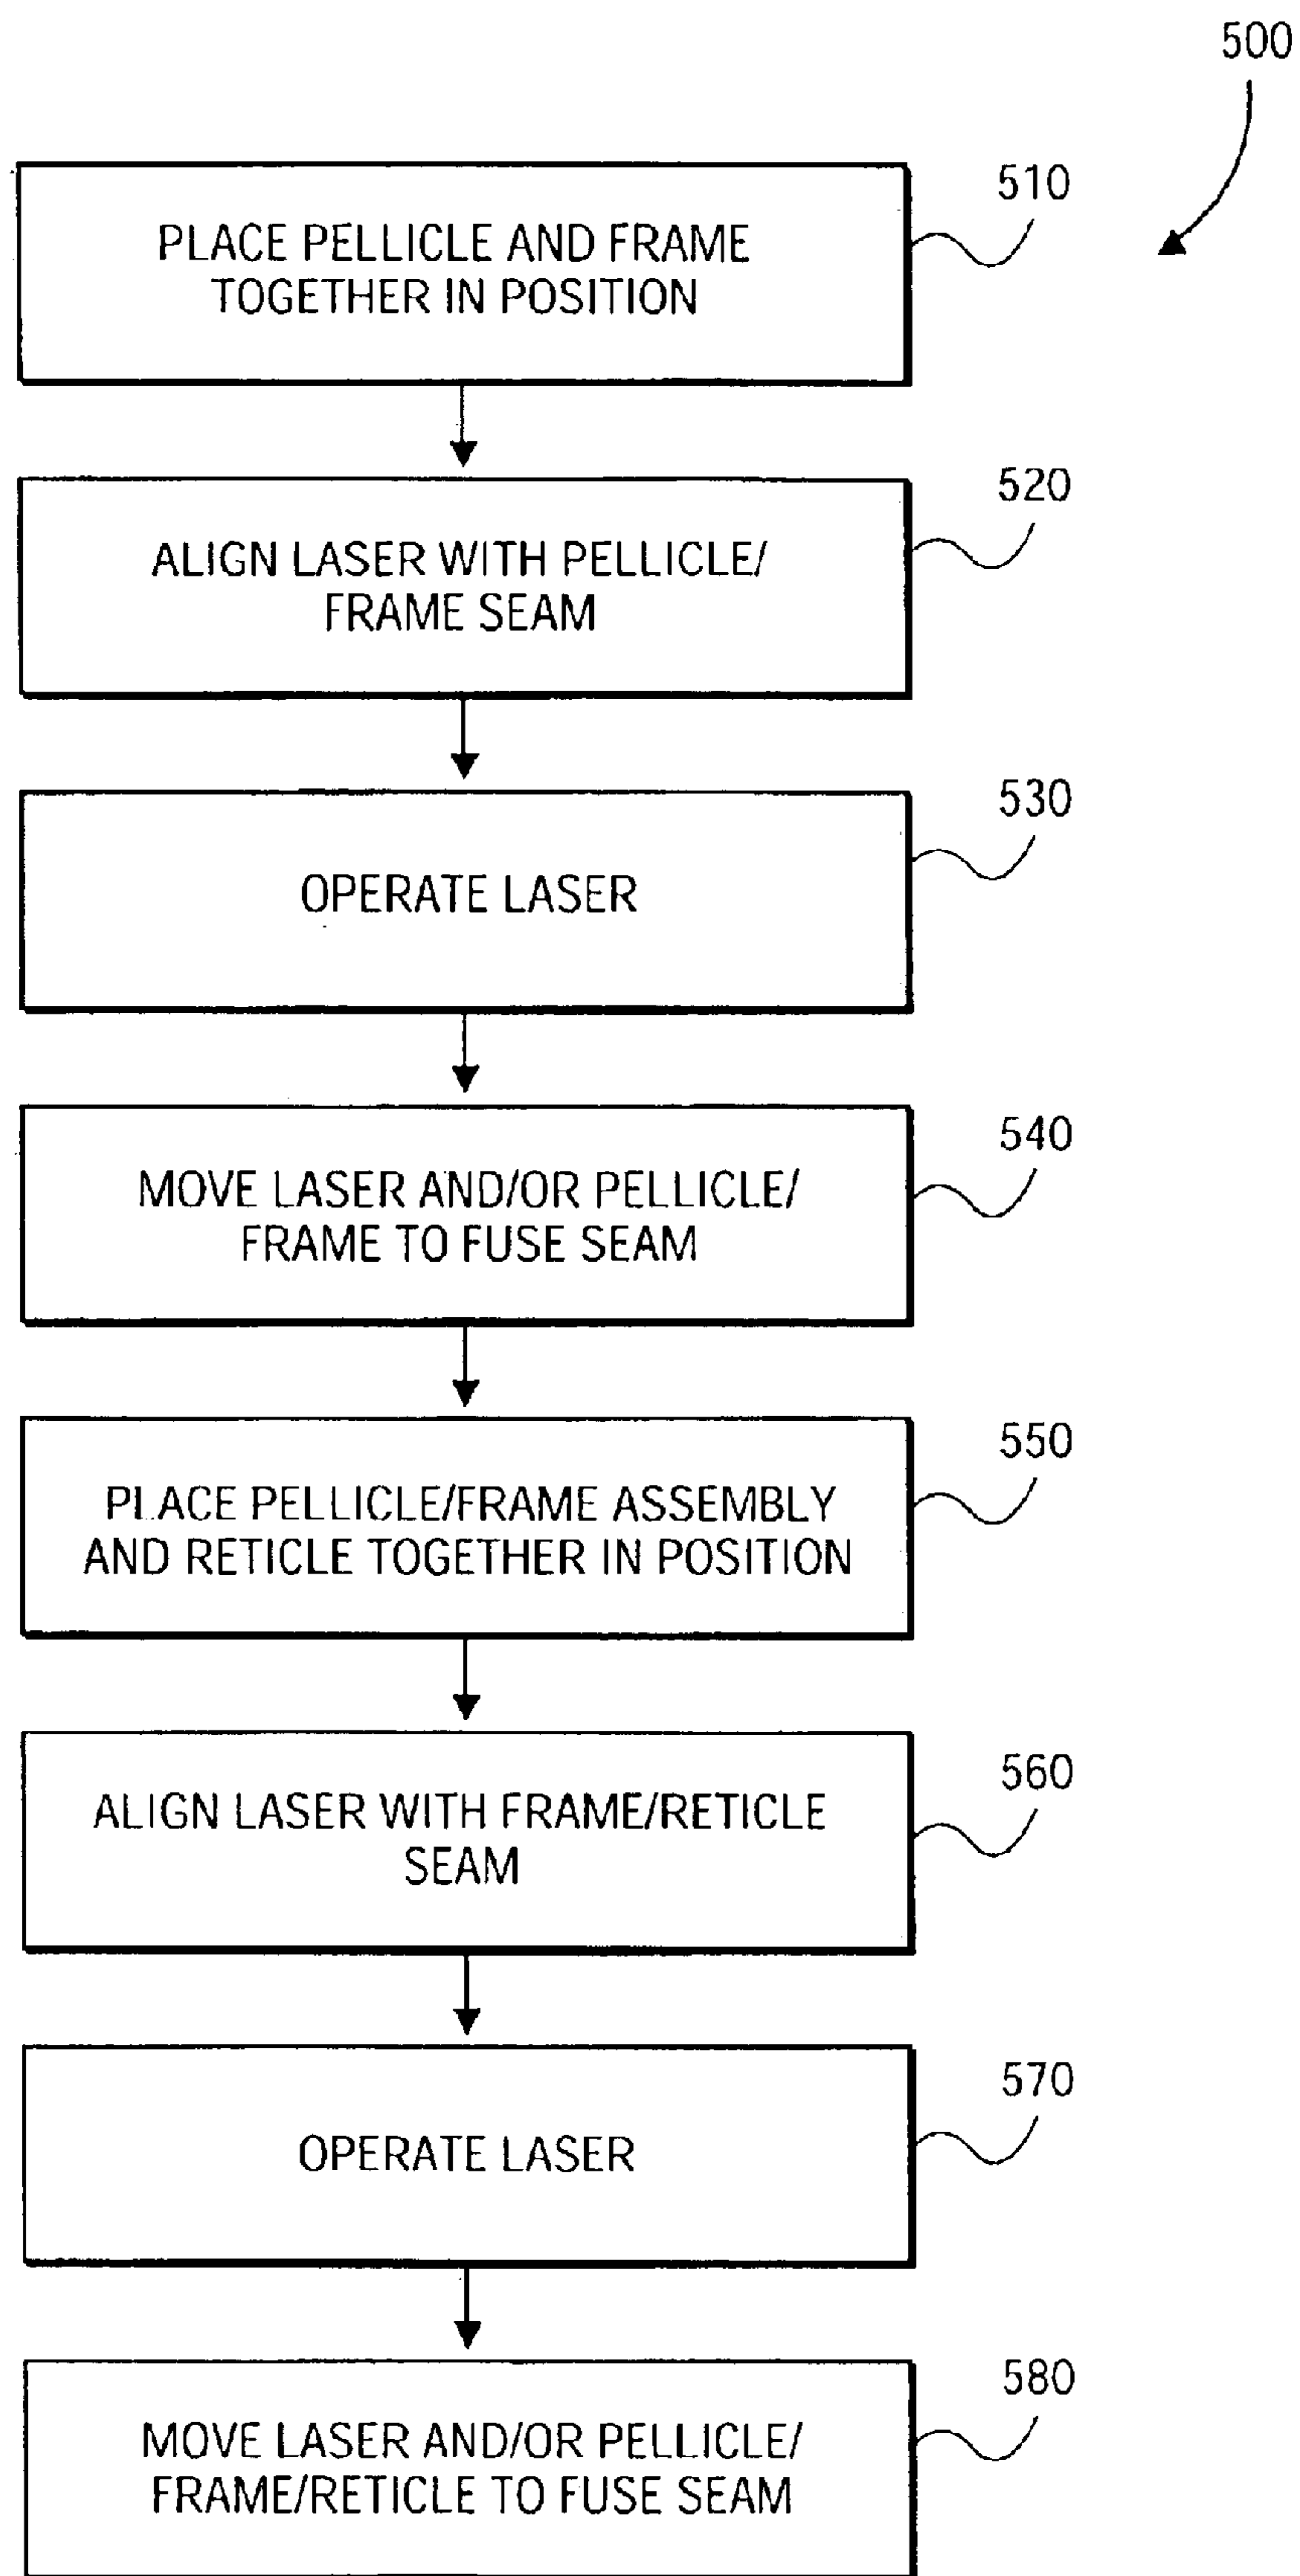 500
510
PLACE PELLICLE AND FRAME
TOGETHER IN POSITION
520
ALIGN LASER WITH PELLICLE/
FRAME SEAM
530
OPERATE LASER
540
MOVE LASER AND/OR PELLICLE/
FRAME TO FUSE SEAM
550
PLACE PELLICLE/FRAME ASSEMBLY
AND RETICLE TOGETHER IN POSITION
560
ALIGN LASER WITH FRAME/RETICLE
SEAM
570
OPERATE LASER
580
MOVE LASER AND/OR PELLICLE/
FRAME/RETICLE TO FUSE SEAM